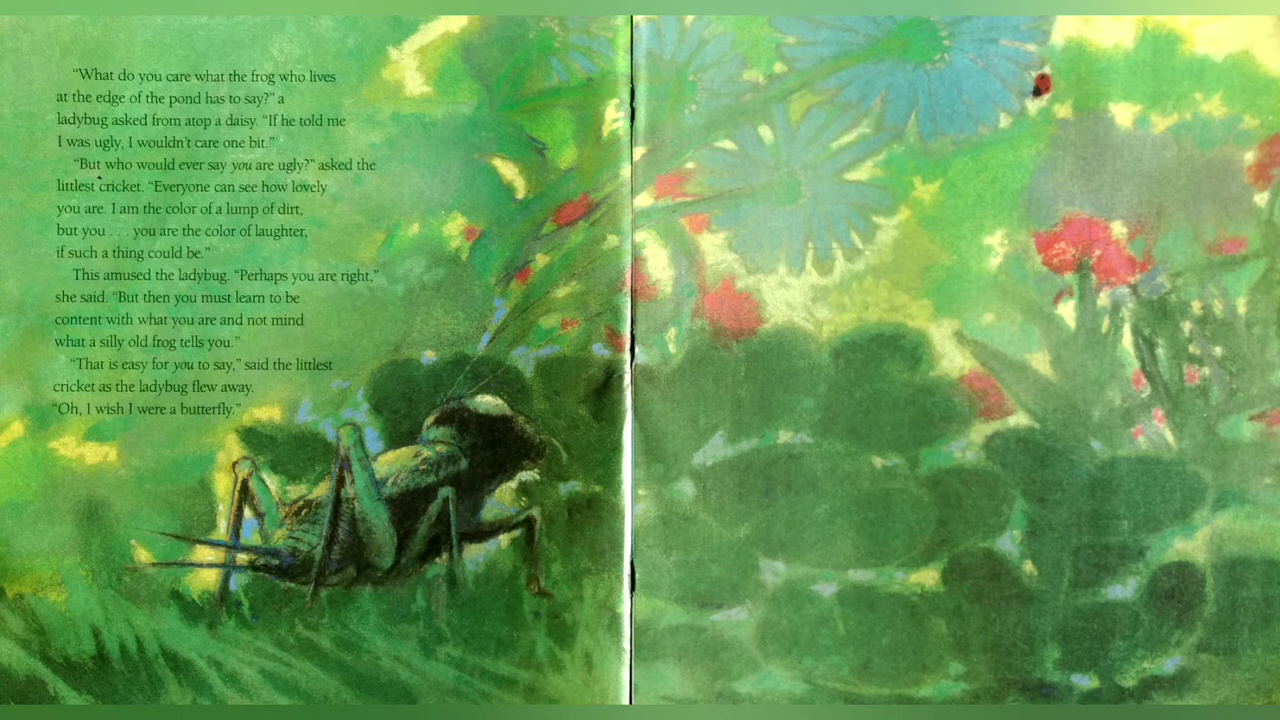 “What do you care what the frog who lives
at the edge of the pond has to say?” a
ladybug asked from atop a daisy. “If he told me
I was ugly, I wouldn’t care one bit.”
“But who would ever say you are ugly?” asked the
littlest cricket. “Everyone can see how lovely
you are. I am the color of a lump of dirt,
but you . . . you are the color of laughter,
if such a thing could be.”
This amused the ladybug. “Perhaps you are right,”
she said. “But then you must learn to be
content with what you are and not mind
what a silly old frog tells you.”
“That is easy for you to say,” said the littlest
cricket as the ladybug flew away.
“Oh, I wish I were a butterfly.”